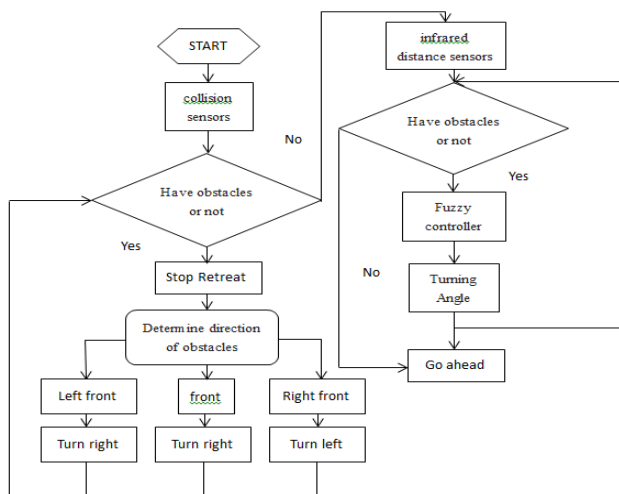 START
collision
sensors
Have obstacles
or not
No
Yes
Stop Retreat
Determine direction
of obstacles
Left front
front
Right front
Turn right
Turn right
Turn left
infrared
distance sensors
Have obstacles
or not
Yes
Fuzzy
controller
No
Turning
Angle
Go ahead